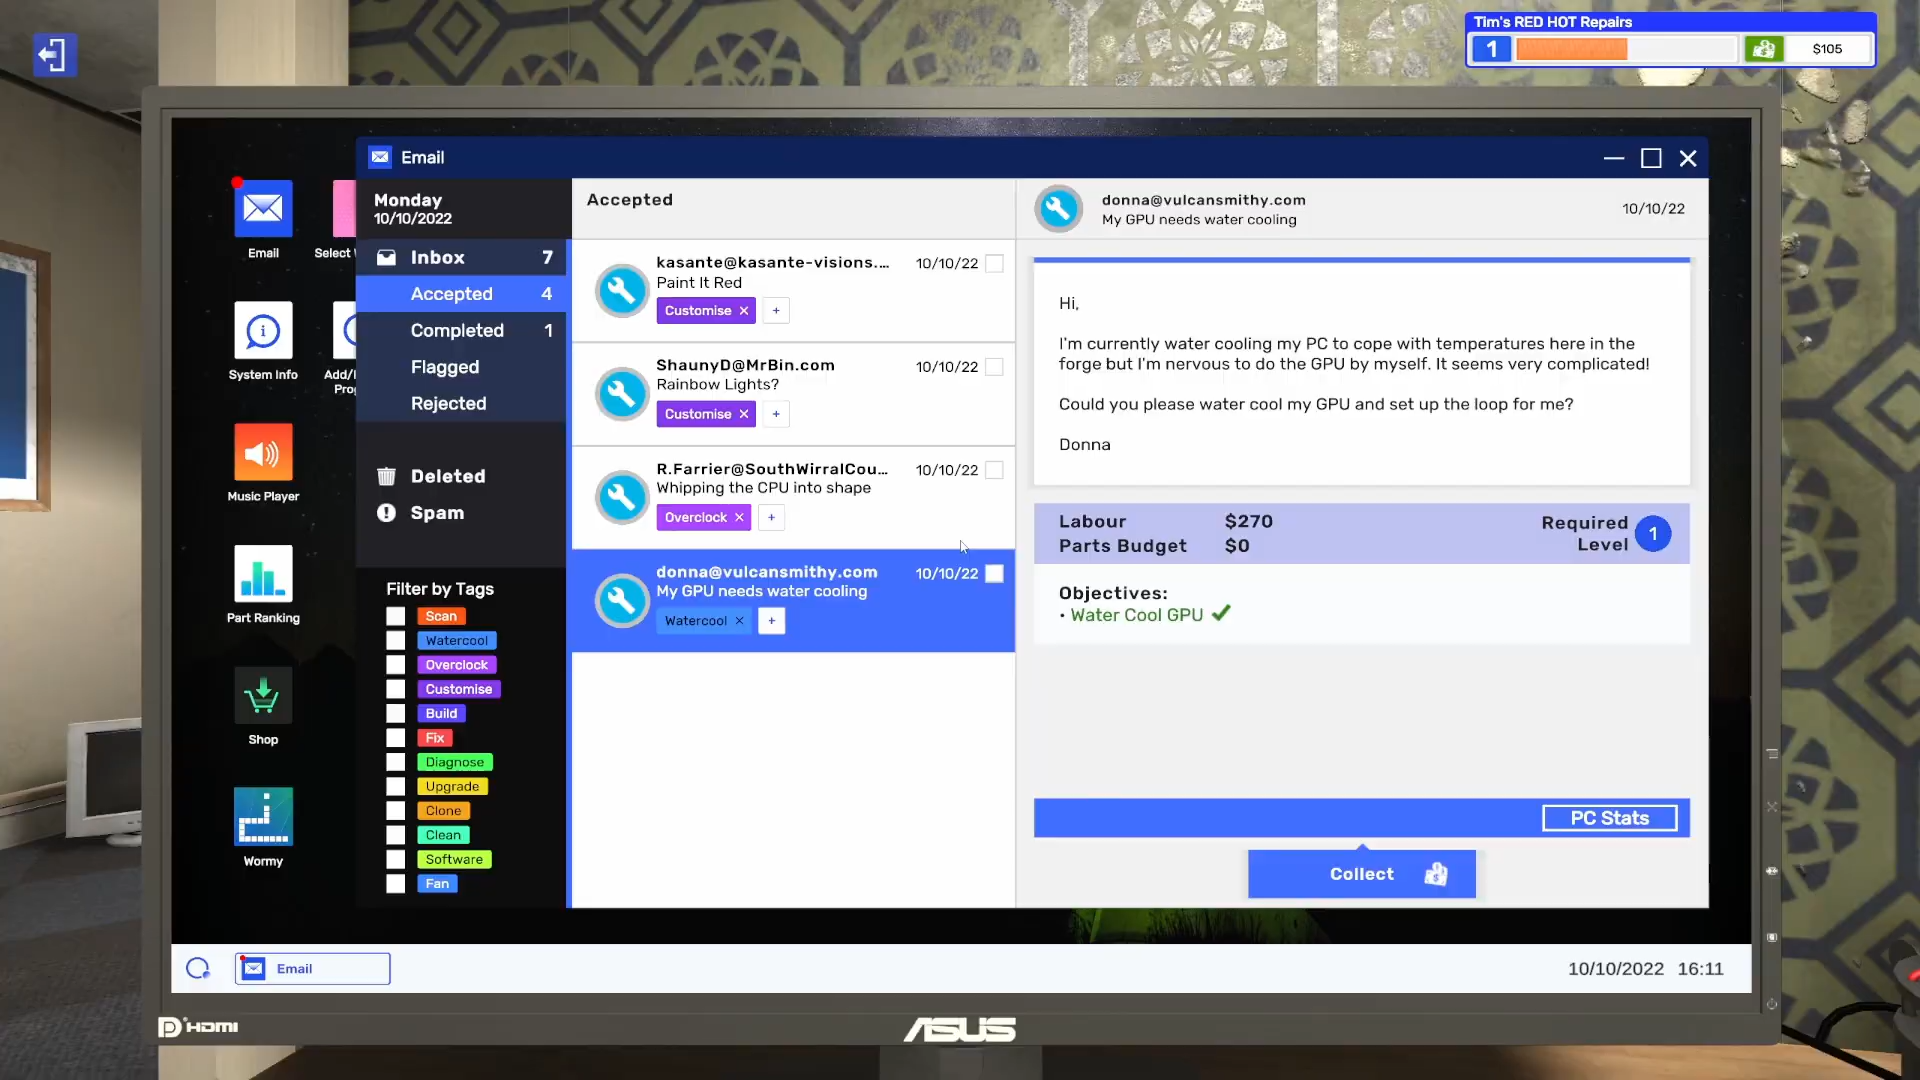 Tim's RED HOT Repairs
1
$105
Email
Email
Select
System Info
Add/
Prog
Music Player
Part Ranking
Shop
Wormy
Monday
10/10/2022
Inbox 7
Accepted 4
Completed 1
Flagged
Rejected
Deleted
Spam
Filter by Tags
Scan
Watercool
Overclock
Customise
Build
Fix
Diagnose
Upgrade
Clone
Clean
Software
Fan
Accepted
kasante@kasante-visions.... 10/10/22
Paint It Red
Customise × +
ShaunyD@MrBin.com 10/10/22
Rainbow Lights?
Customise × +
R.Farrier@SouthWirralCou... 10/10/22
Whipping the CPU into shape
Overclock × +
donna@vulcansmithy.com 10/10/22
My GPU needs water cooling
Watercool × +
donna@vulcansmithy.com
My GPU needs water cooling
10/10/22
Hi,
I'm currently water cooling my PC to cope with temperatures here in the
forge but I'm nervous to do the GPU by myself. It seems very complicated!
Could you please water cool my GPU and set up the loop for me?
Donna
Labour $270
Parts Budget $0
Required
Level 1
Objectives:
• Water Cool GPU ✓
PC Stats
Collect
Email
10/10/2022 16:11
HDMI
ASUS